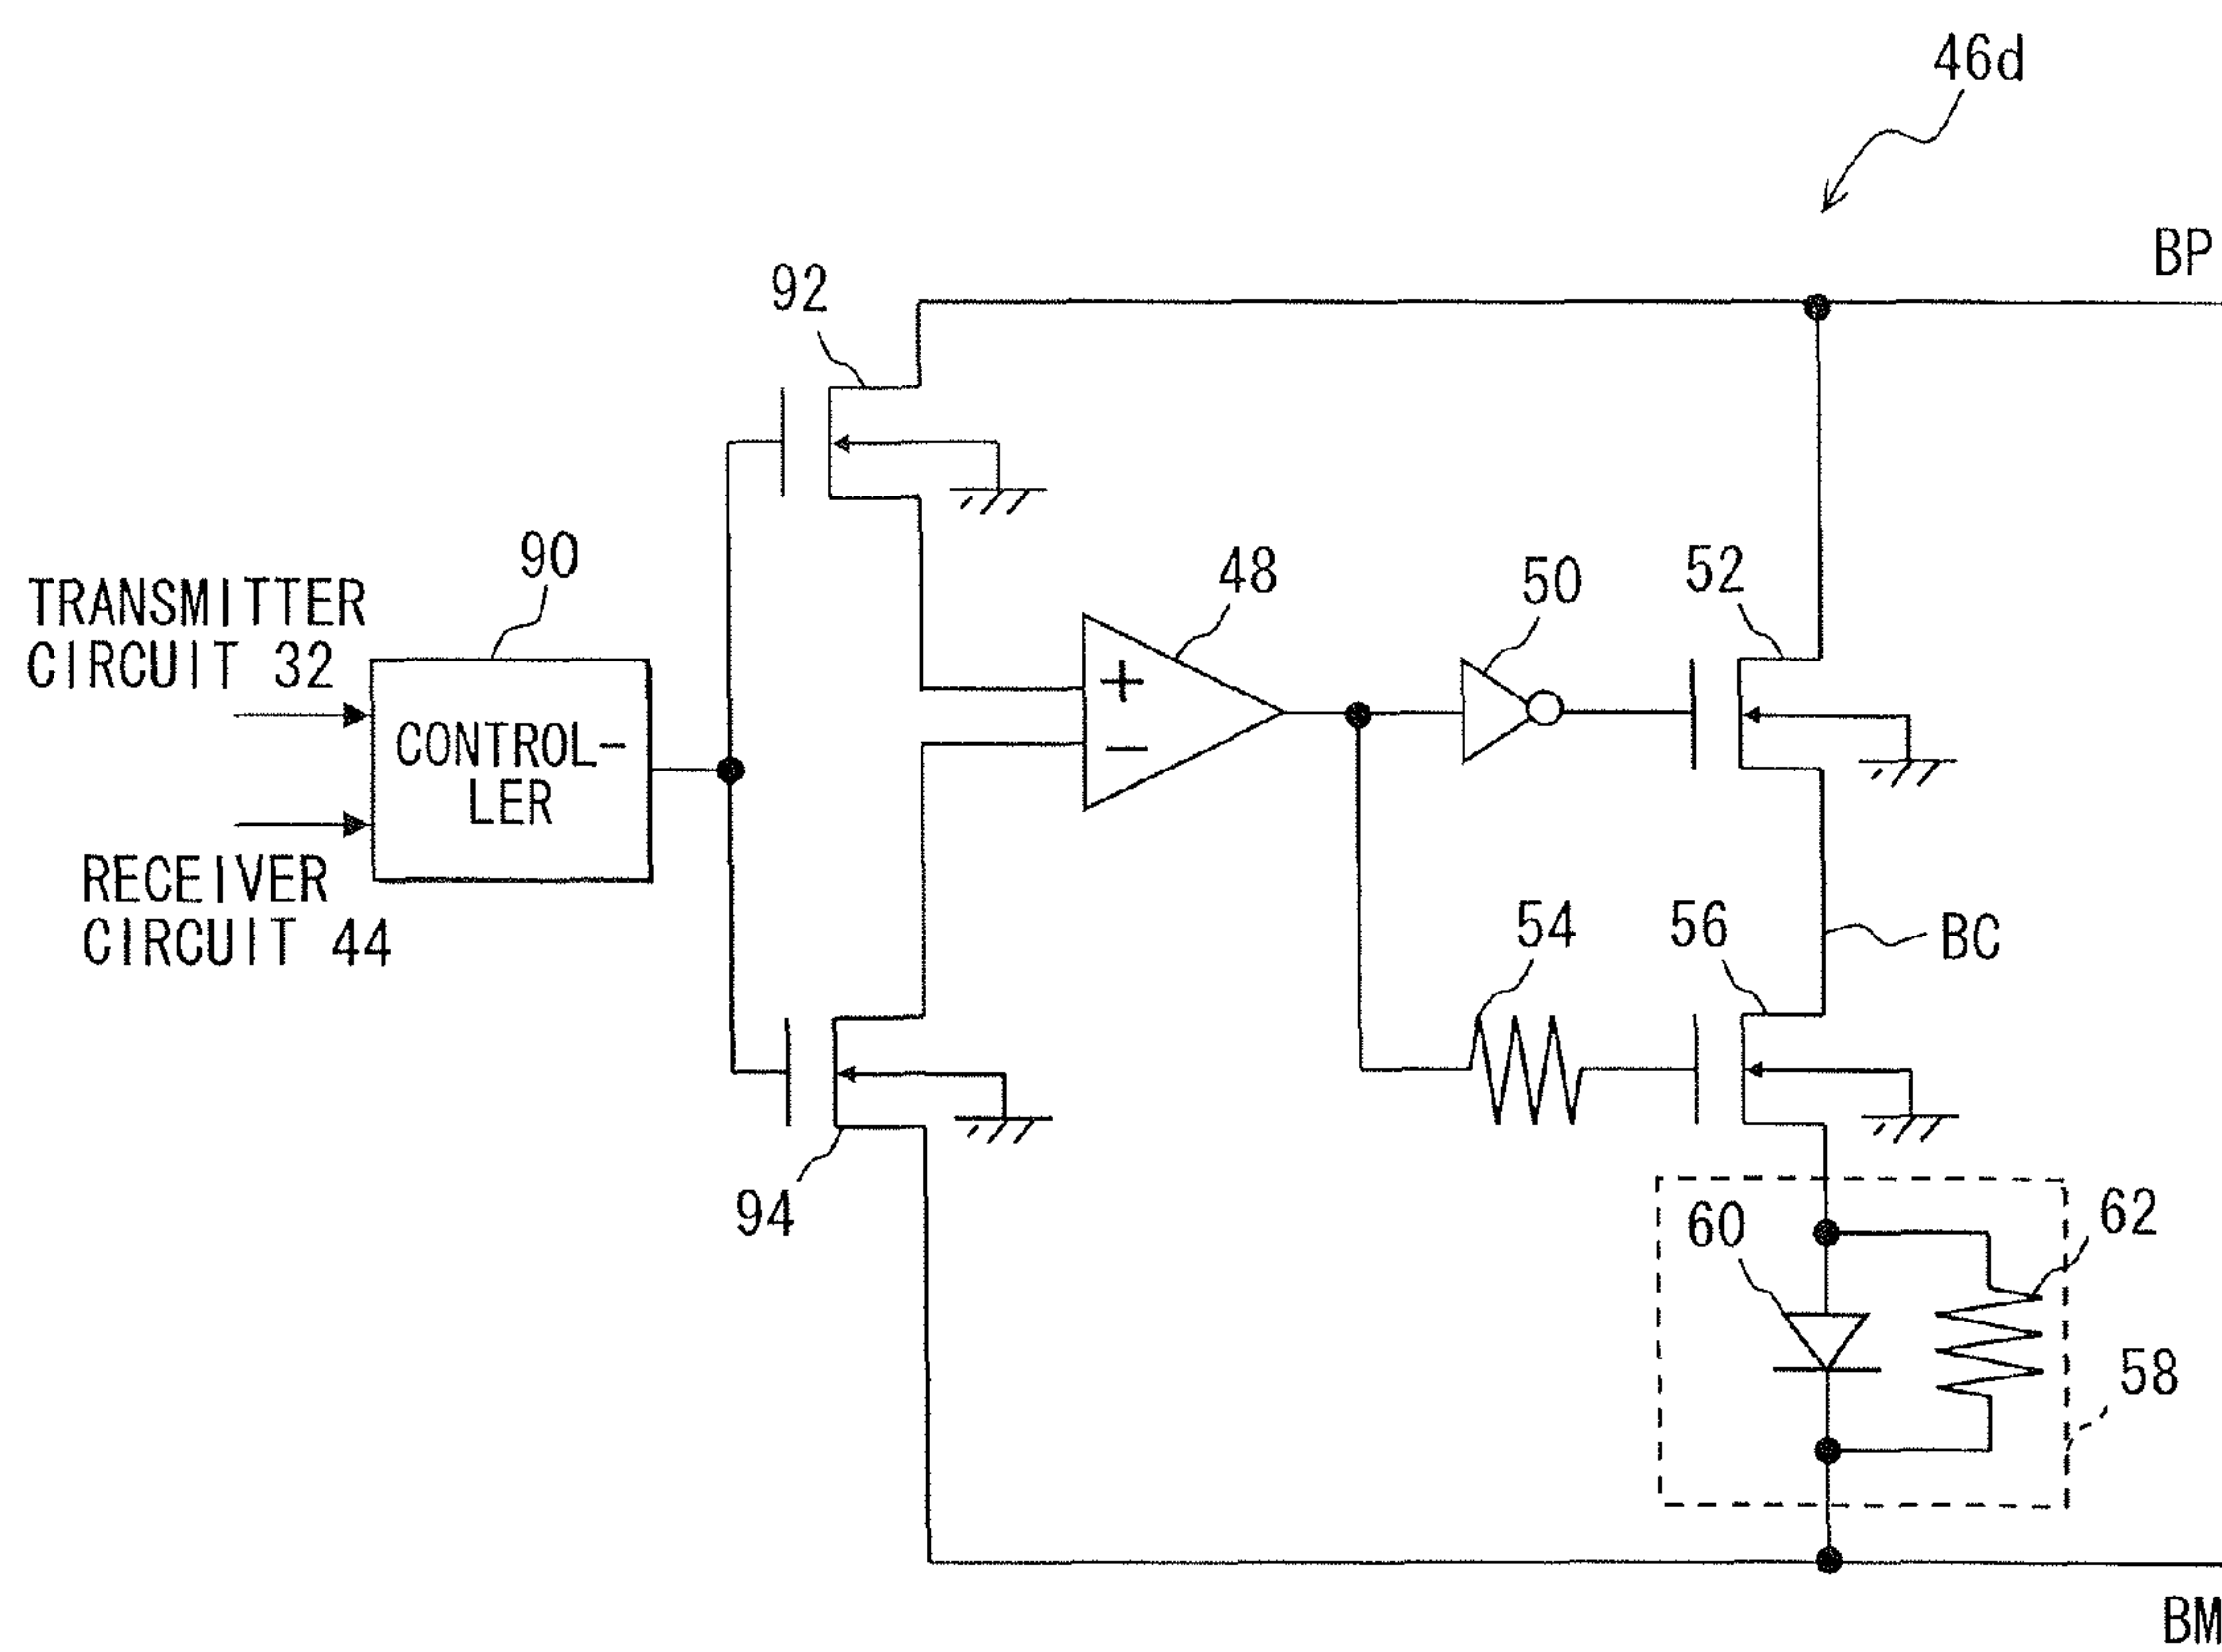 46d
BP
92
90
TRANSMITTER
CIRCUIT 32
48
50
52
+
−
CONTROL-
LER
RECEIVER
CIRCUIT 44
54
56
BC
94
60
62
58
BM